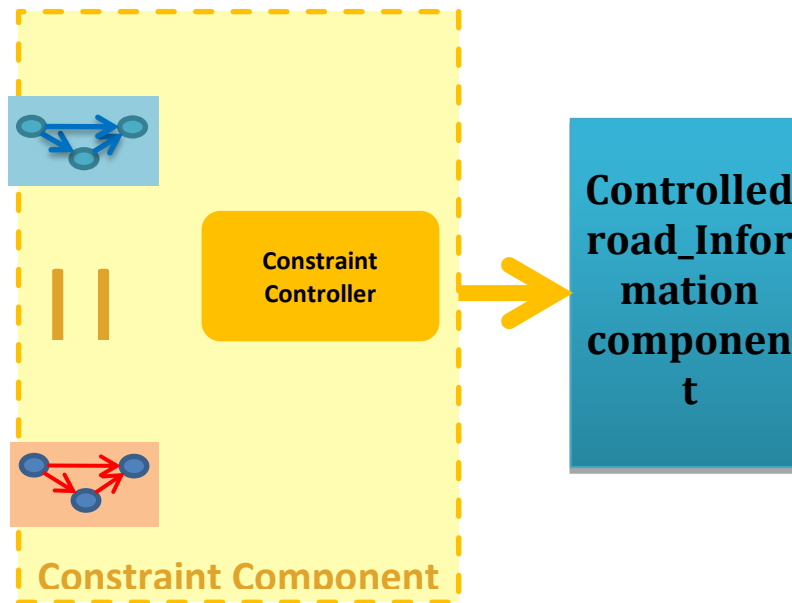 Constraint
Controller
Controlled
road_Infor
mation
componen
t
Constraint Component